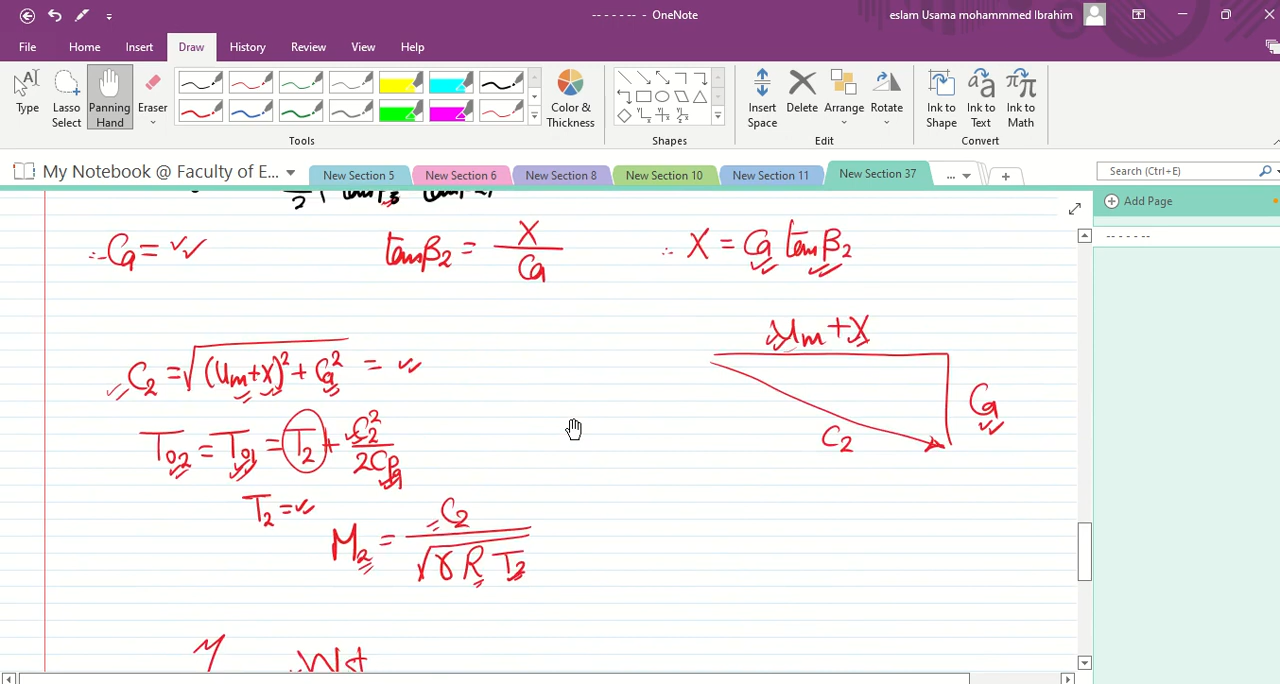 ------ - OneNote
eslam Usama mohammmed Ibrahim
File Home Insert Draw History Review View Help
Type
Lasso Select
Panning Hand
Eraser
Color & Thickness
Insert Space
Delete
Arrange
Rotate
Ink to Shape
Ink to Text
Ink to Math
Tools
Shapes
Edit
Convert
My Notebook @ Faculty of E...
New Section 5
New Section 6
New Section 8
New Section 10
New Section 11
New Section 37
...
Search (Ctrl+E)
Add Page
------
∴ Ca = ✓✓
tanβ2 = X / Ca
∴ X = Ca tanβ2
Um+X
C2 = √((Um+X)² + Ca²) = ✓
Ca
C2
T02 = T01 = T2 + C2² / 2Cpg
T2 = ✓
M2 = C2 / √(γ R T2)